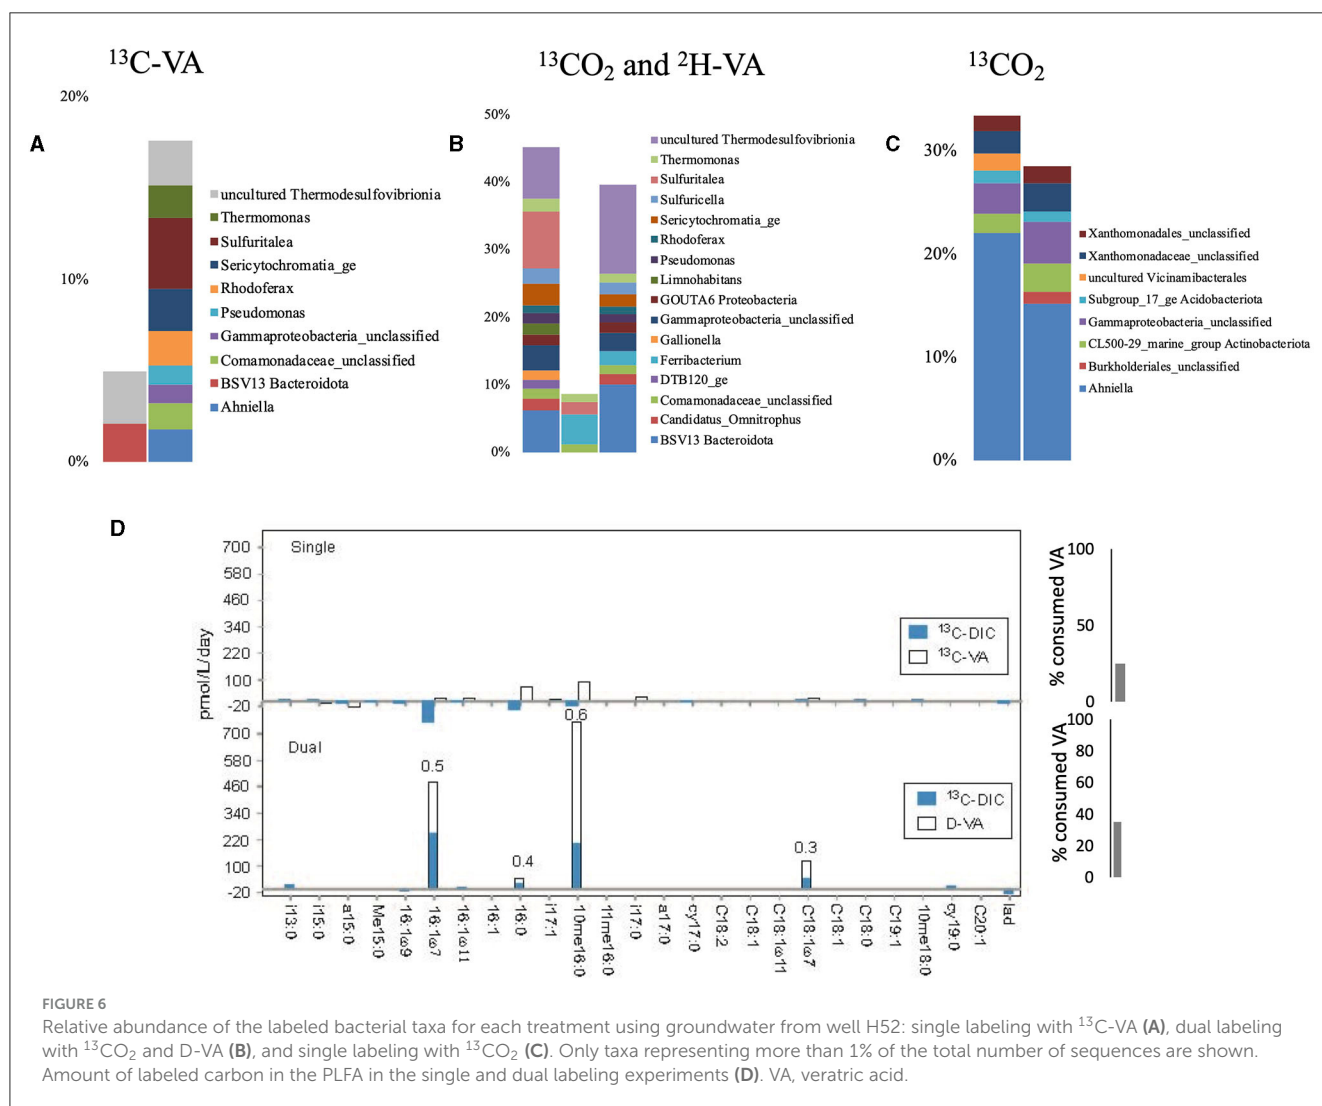 ¹³C-VA
¹³CO₂ and ²H-VA
¹³CO₂
A
20%
10%
0%
uncultured Thermodesulfovibrionia
Thermomonas
Sulfuritalea
Sericytochromatia_ge
Rhodoferax
Pseudomonas
Gammaproteobacteria_unclassified
Comamonadaceae_unclassified
BSV13 Bacteroidota
Ahniella
B
50%
40%
30%
20%
10%
0%
uncultured Thermodesulfovibrionia
Thermomonas
Sulfuritalea
Sulfuricella
Sericytochromatia_ge
Rhodoferax
Pseudomonas
Limnohabitans
GOUTA6 Proteobacteria
Gammaproteobacteria_unclassified
Gallionella
Ferribacterium
DTB120_ge
Comamonadaceae_unclassified
Candidatus_Omnitrophus
BSV13 Bacteroidota
C
30%
20%
10%
0%
Xanthomonadales_unclassified
Xanthomonadaceae_unclassified
uncultured Vicinamibacterales
Subgroup_17_ge Acidobacteriota
Gammaproteobacteria_unclassified
CL500-29_marine_group Actinobacteriota
Burkholderiales_unclassified
Ahniella
D
pmol/L/day
700
580
460
340
220
100
-20
Single
¹³C-DIC
¹³C-VA
700
580
460
340
220
100
-20
Dual
0.5
0.4
0.6
0.3
¹³C-DIC
D-VA
i13:0
i15:0
a15:0
Me15:0
16:1ω9
16:1ω7
16:1ω11
16:1
16:0
i17:1
10me16:0
11me16:0
i17:0
a17:0
cy17:0
C18:2
C18:1
C18:1ω11
C18:1ω7
C18:1
C18:0
C19:1
10me18:0
cy19:0
C20:1
lad
% consumed VA
100
50
0
% consumed VA
100
80
60
40
20
0
FIGURE 6
Relative abundance of the labeled bacterial taxa for each treatment using groundwater from well H52: single labeling with ¹³C-VA (A), dual labeling
with ¹³CO₂ and D-VA (B), and single labeling with ¹³CO₂ (C). Only taxa representing more than 1% of the total number of sequences are shown.
Amount of labeled carbon in the PLFA in the single and dual labeling experiments (D). VA, veratric acid.